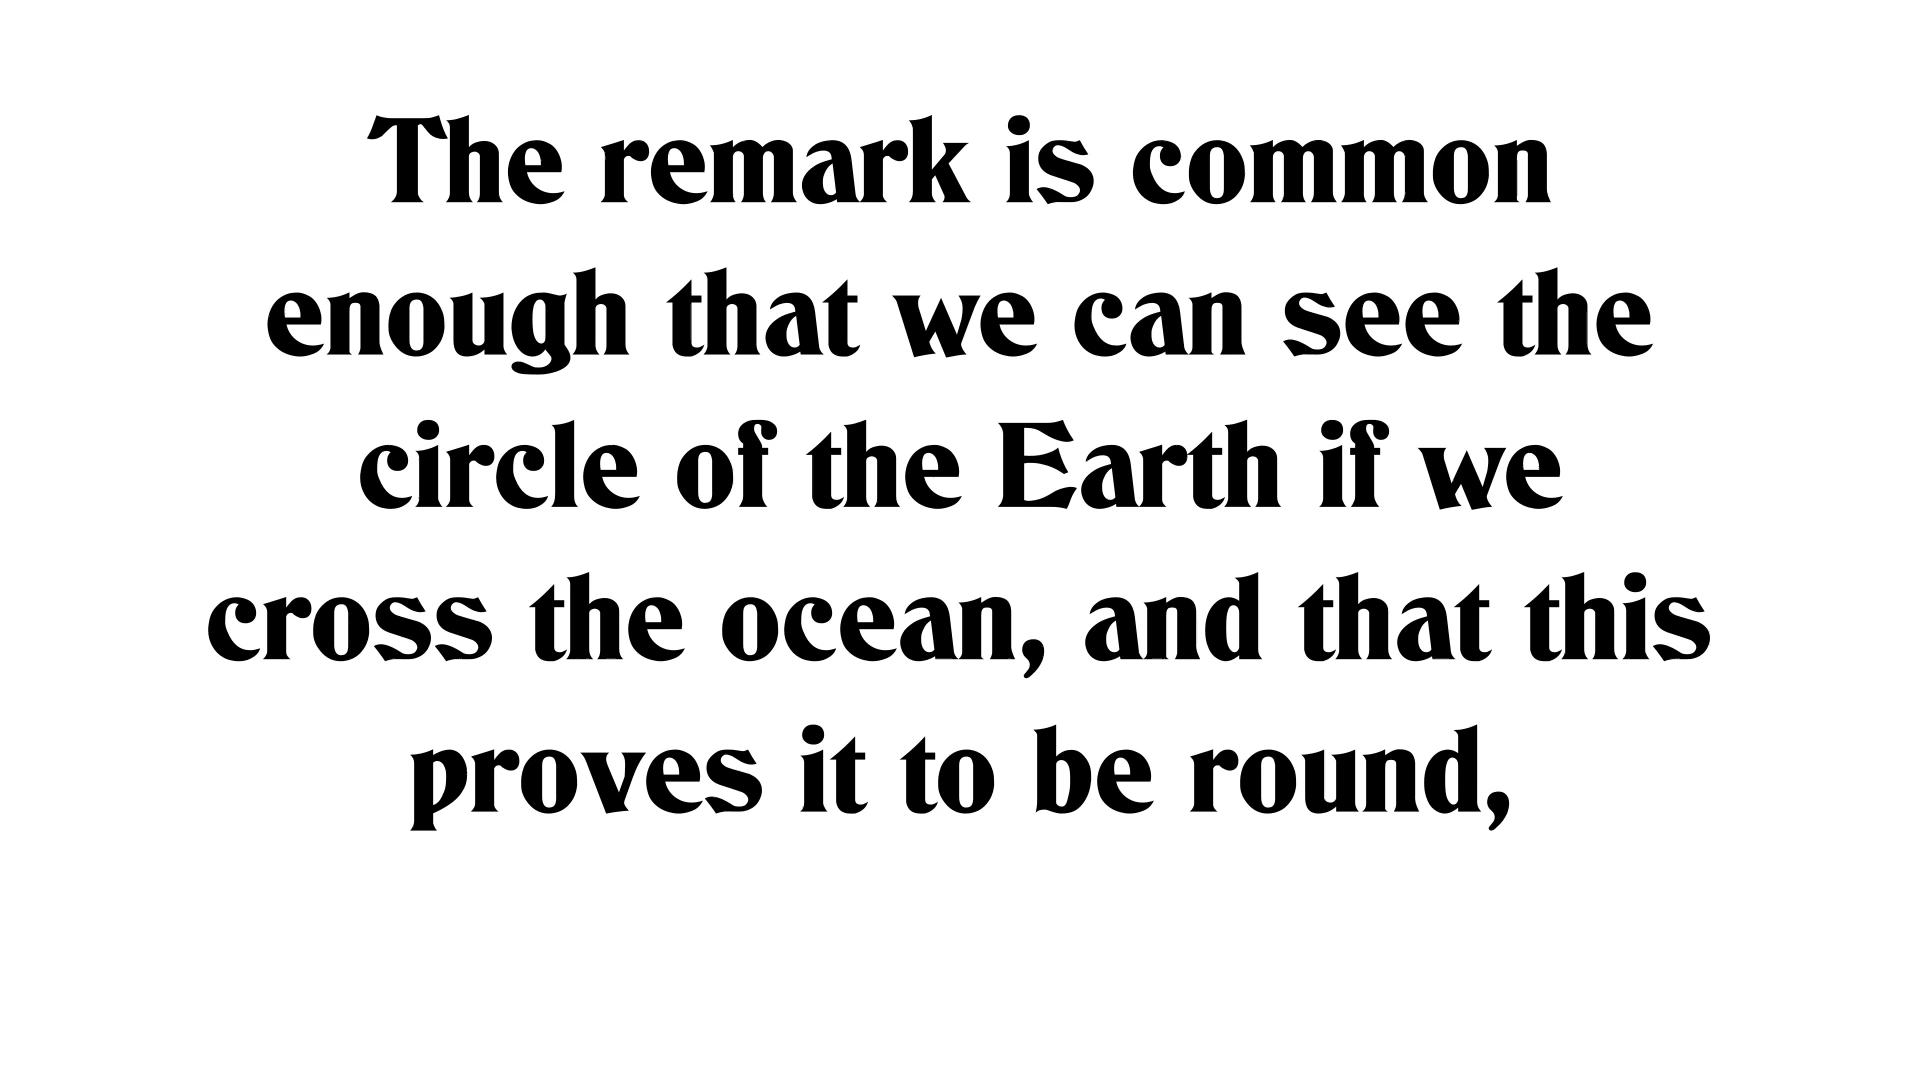 The remark is common
enough that we can see the
circle of the Earth if we
cross the ocean, and that this
proves it to be round,